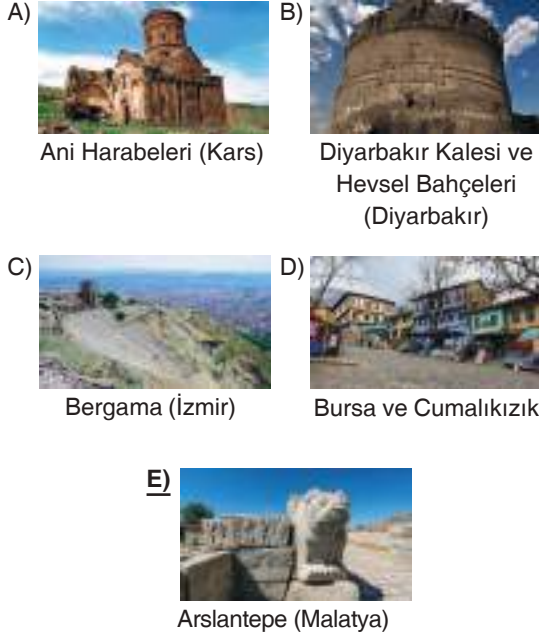 A)
Ani Harabeleri (Kars)
B)
Diyarbakır Kalesi ve
Hevsel Bahçeleri
(Diyarbakır)
C)
Bergama (İzmir)
D)
Bursa ve Cumalıkızık
E)
Arslantepe (Malatya)